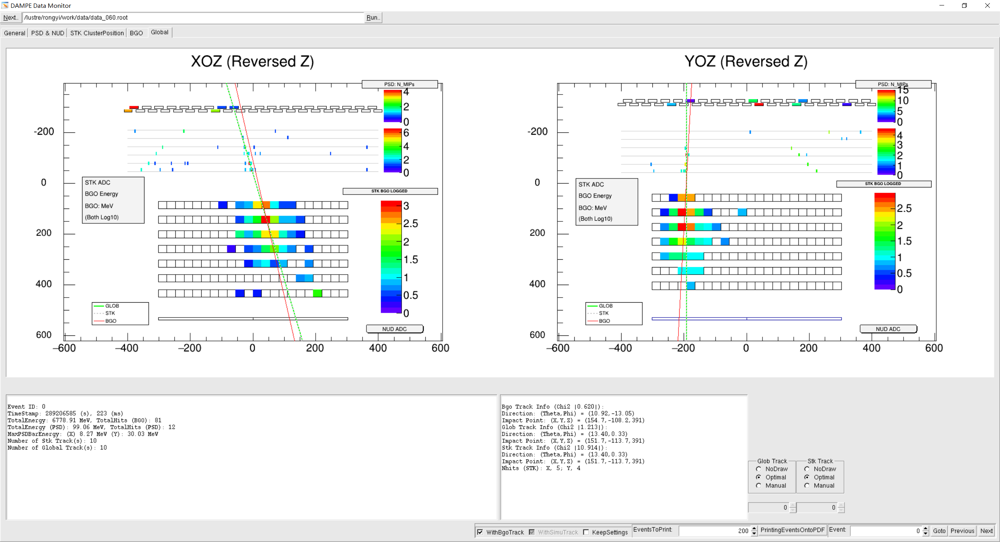 DAMPE Data Monitor
Next.. /lustre/rongyi/work/data/data_060.root Run..
General PSD & NUD STK ClusterPosition BGO Global
XOZ (Reversed Z)
PSD: N_MIPs
4
2
0
6
4
2
0
-200
0
200
400
600
STK ADC
BGO Energy
BGO: MeV
(Both Log10)
STK BGO LOGGED
3
2.5
2
1.5
1
0.5
0
GLOB
STK
BGO
NUD ADC
−600 −400 −200 0 200 400 600
YOZ (Reversed Z)
PSD: N_MIPs
15
10
5
0
4
3
2
1
0
-200
0
200
400
600
STK ADC
BGO Energy
BGO: MeV
(Both Log10)
STK BGO LOGGED
2.5
2
1.5
1
0.5
0
GLOB
STK
BGO
NUD ADC
−600 −400 −200 0 200 400 600
Event ID: 0
TimeStamp: 289206585 (s), 223 (ms)
TotalEnergy: 6778.91 MeV, TotalHits (BGO): 81
TotalEnergy (PSD): 99.06 MeV, TotalHits (PSD): 12
MaxPSDBarEnergy: (X) 8.27 MeV (Y): 30.03 MeV
Number of Stk Track(s): 10
Number of Global Track(s): 10
Bgo Track Info (Chi2 |0.620|):
Direction: (Theta,Phi) = (10.92,-13.05)
Impact Point: (X,Y,Z) = (154.7,-108.2,391)
Glob Track Info (Chi2 |1.213|):
Direction: (Theta,Phi) = (13.40,0.33)
Impact Point: (X,Y,Z) = (151.7,-113.7,391)
Stk Track Info (Chi2 |10.914|):
Direction: (Theta,Phi) = (13.40,0.33)
Impact Point: (X,Y,Z) = (151.7,-113.7,391)
Nhits (STK): X, 5; Y, 4
Glob Track
NoDraw
Optimal
Manual
0
Stk Track
NoDraw
Optimal
Manual
0
WithBgoTrack WithSimuTrack KeepSettings EventsToPrint: 200 PrintingEventsOntoPDF Event: 0 Goto Previous Next